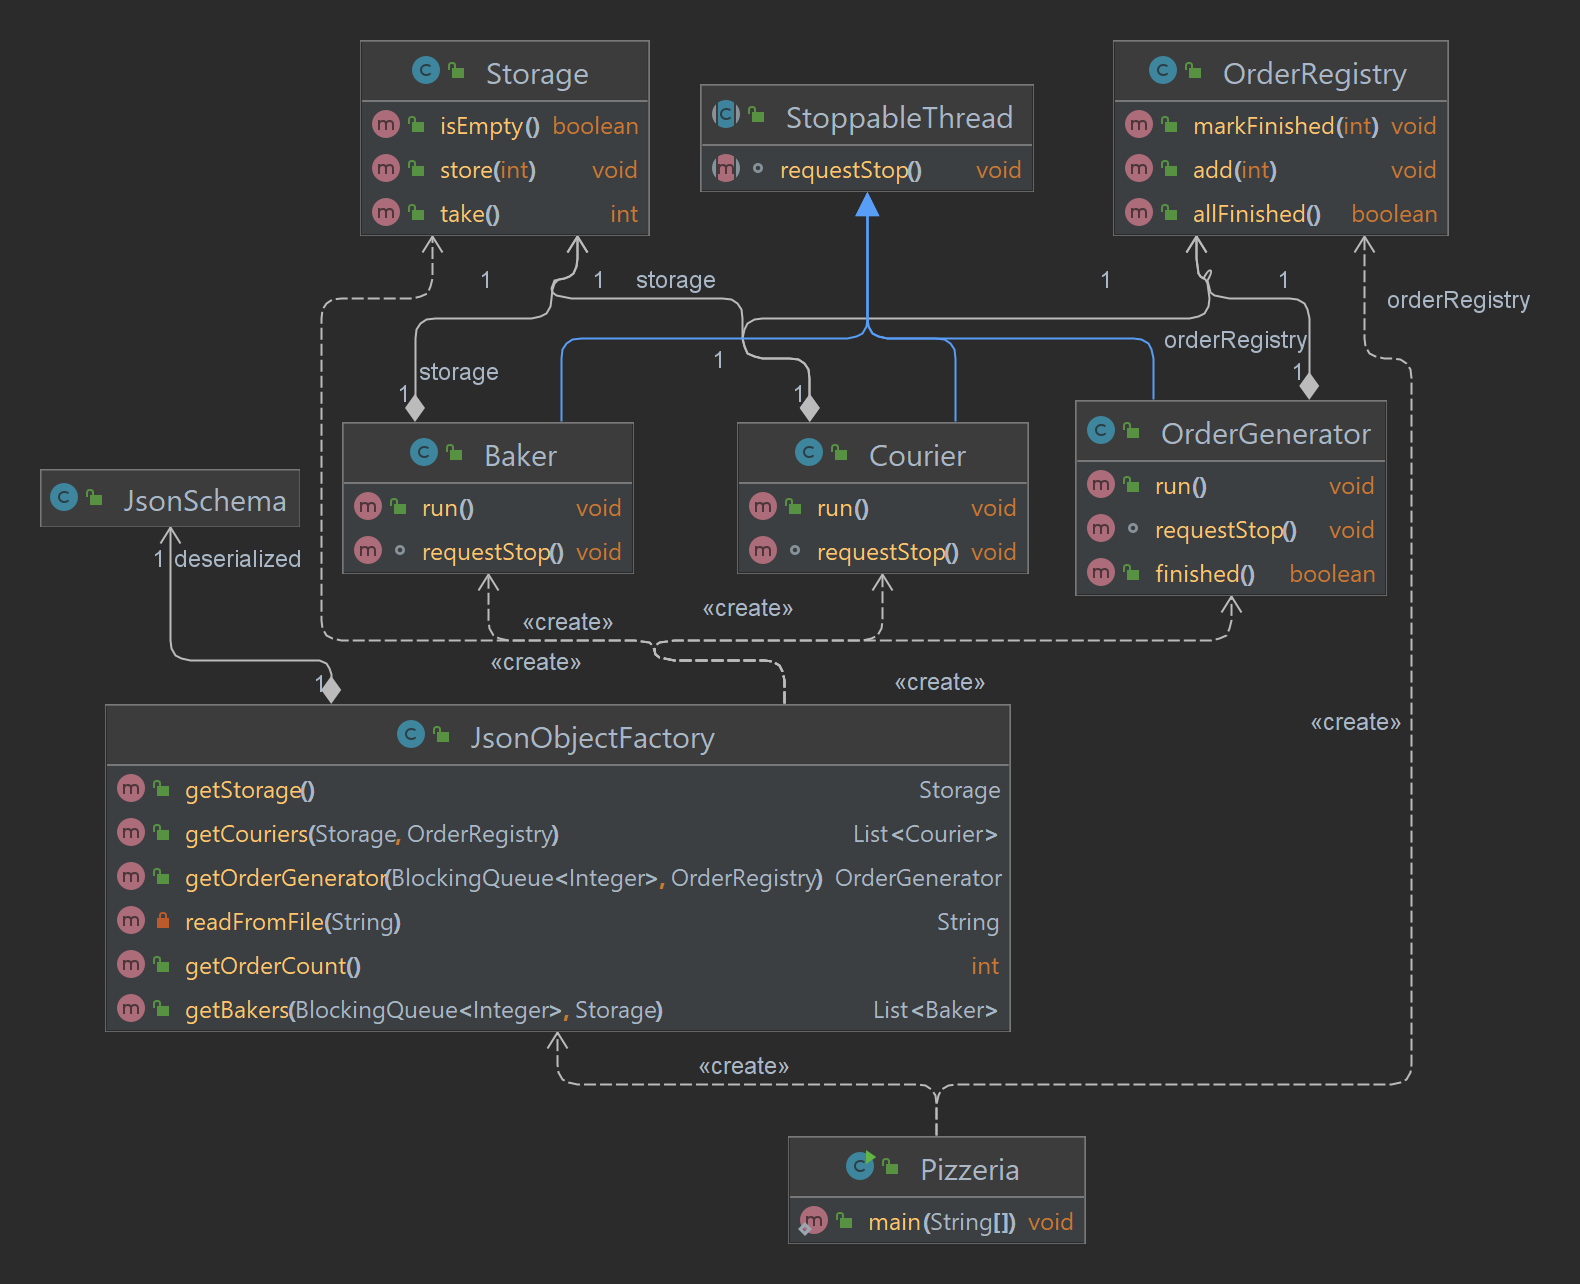 Storage
isEmpty() boolean
store(int) void
take() int
StoppableThread
requestStop() void
OrderRegistry
markFinished(int) void
add(int) void
allFinished() boolean
1
1
storage
1
1
orderRegistry
storage
1
orderRegistry
1
1
1
Baker
run() void
requestStop() void
Courier
run() void
requestStop() void
OrderGenerator
run() void
requestStop() void
finished() boolean
JsonSchema
1
deserialized
«create»
«create»
«create»
«create»
«create»
1
JsonObjectFactory
getStorage() Storage
getCouriers(Storage, OrderRegistry) List<Courier>
getOrderGenerator(BlockingQueue<Integer>, OrderRegistry) OrderGenerator
readFromFile(String) String
getOrderCount() int
getBakers(BlockingQueue<Integer>, Storage) List<Baker>
«create»
Pizzeria
main(String[]) void